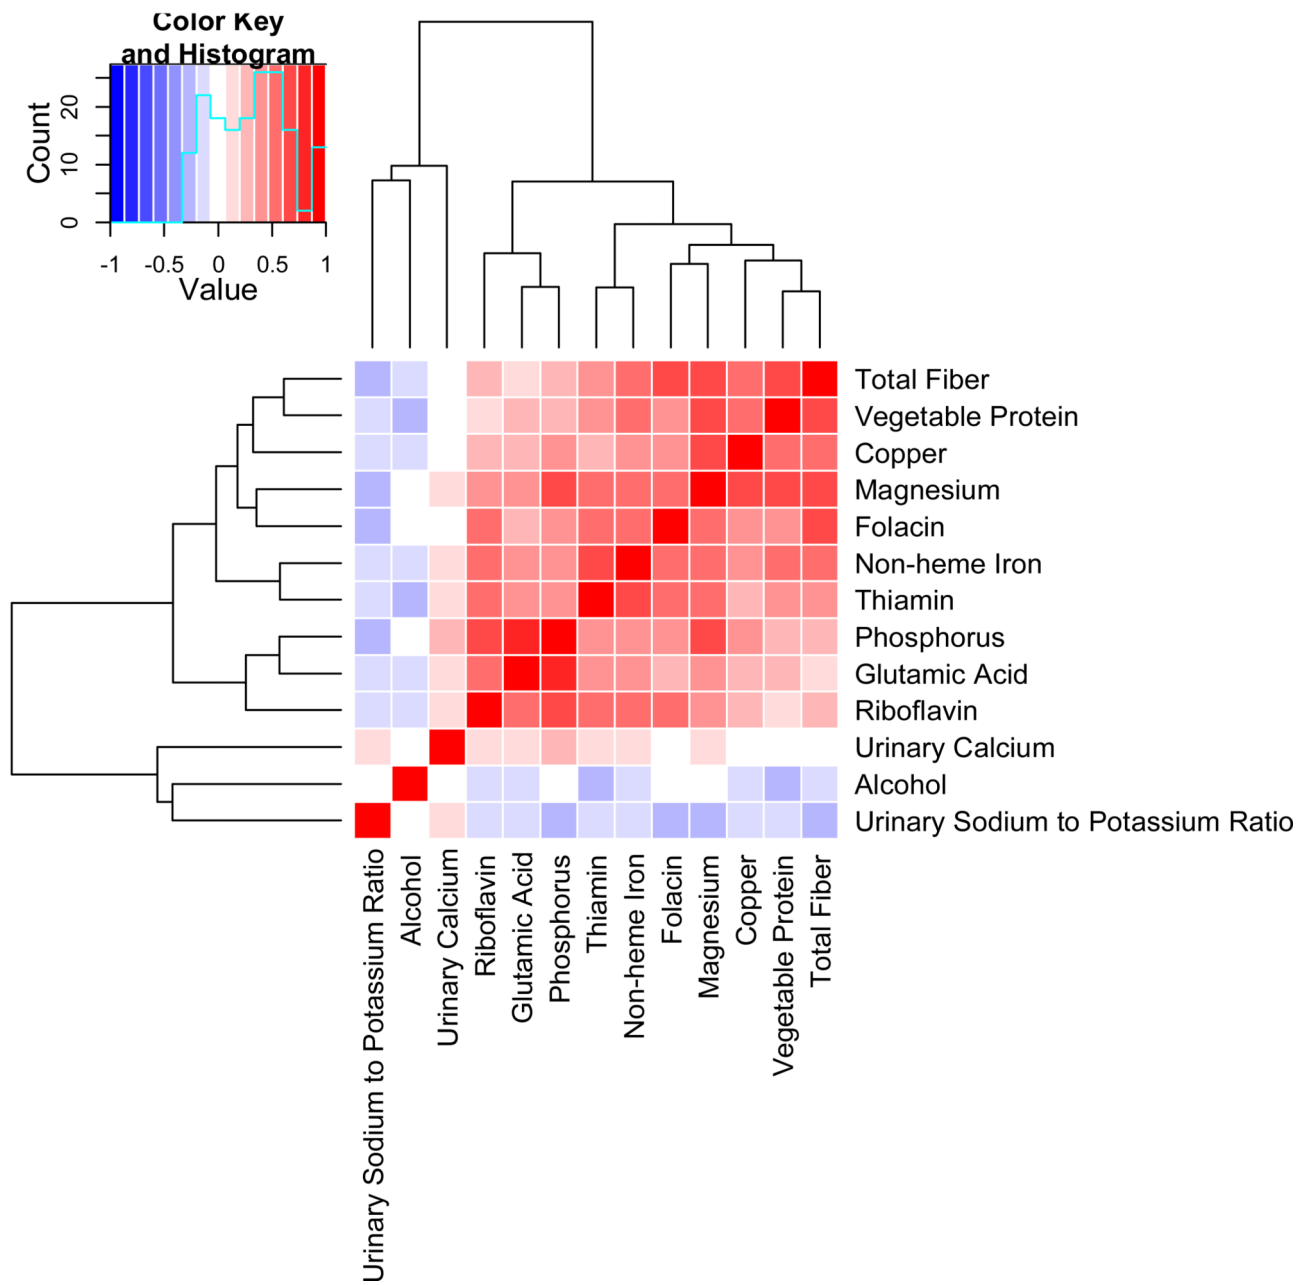 Color Key
and Histogram
Count
0 10 20
-1 -0.5 0 0.5 1
Value
Total Fiber
Vegetable Protein
Copper
Magnesium
Folacin
Non-heme Iron
Thiamin
Phosphorus
Glutamic Acid
Riboflavin
Urinary Calcium
Alcohol
Urinary Sodium to Potassium Ratio
Urinary Sodium to Potassium Ratio
Alcohol
Urinary Calcium
Riboflavin
Glutamic Acid
Phosphorus
Thiamin
Non-heme Iron
Folacin
Magnesium
Copper
Vegetable Protein
Total Fiber